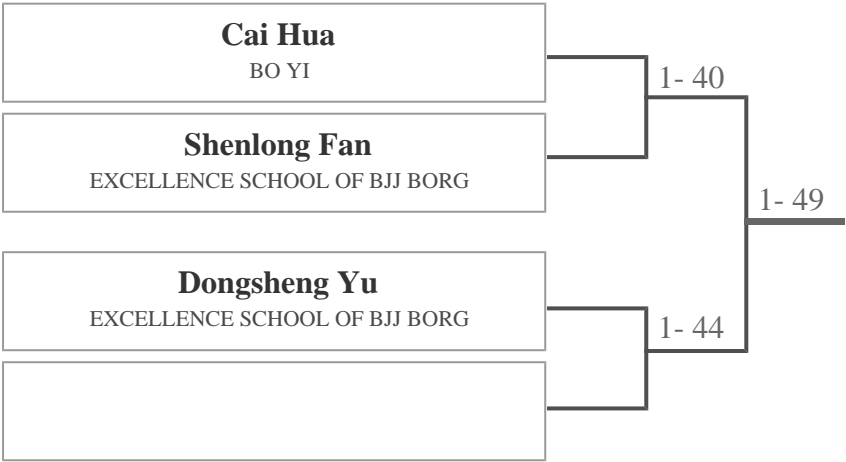 Cai Hua
BO YI
1- 40
Shenlong Fan
EXCELLENCE SCHOOL OF BJJ BORG
1- 49
Dongsheng Yu
EXCELLENCE SCHOOL OF BJJ BORG
1- 44